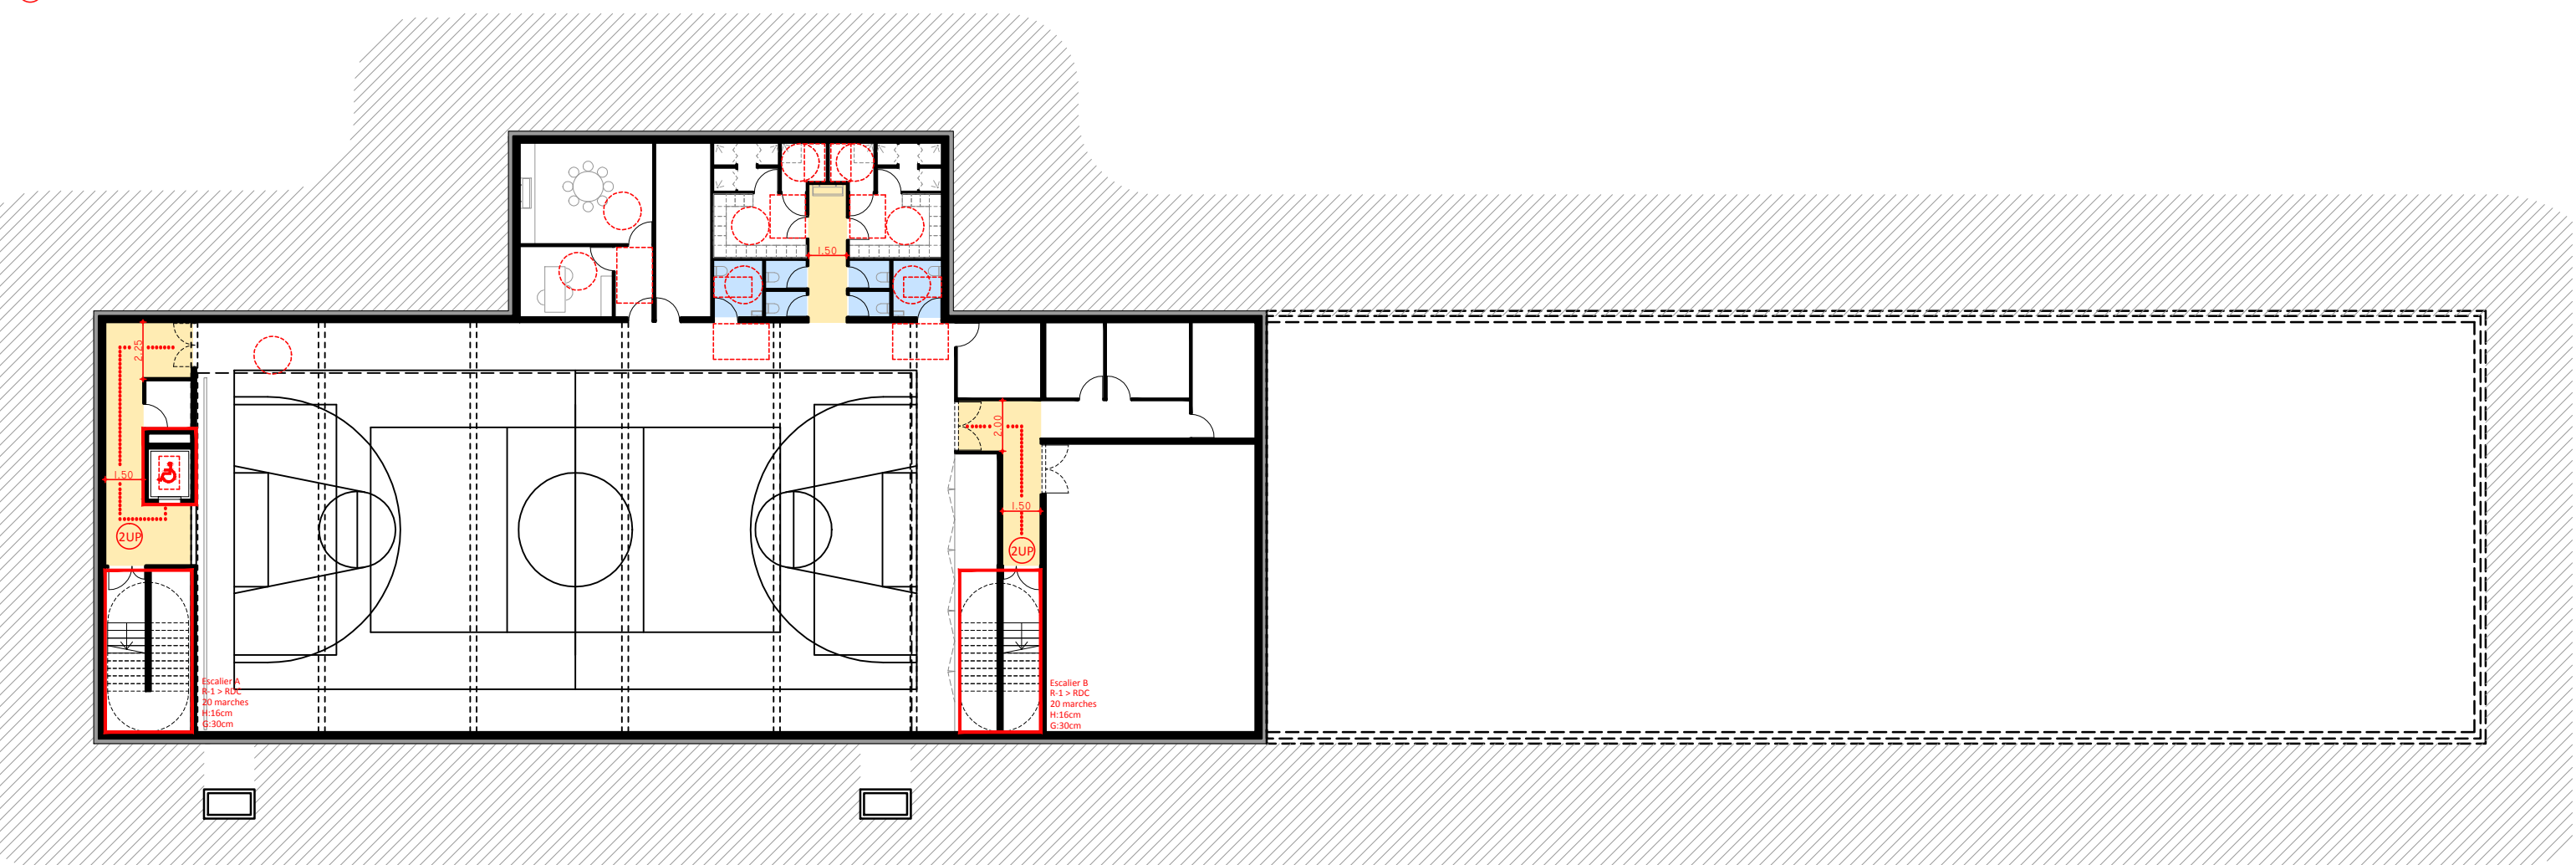 1.50
2.25
2.00
1.50
1.50
2UP
2UP
Escalier A
R-1 > RDC
20 marches
H:16cm
G:30cm
Escalier B
R-1 > RDC
20 marches
H:16cm
G:30cm